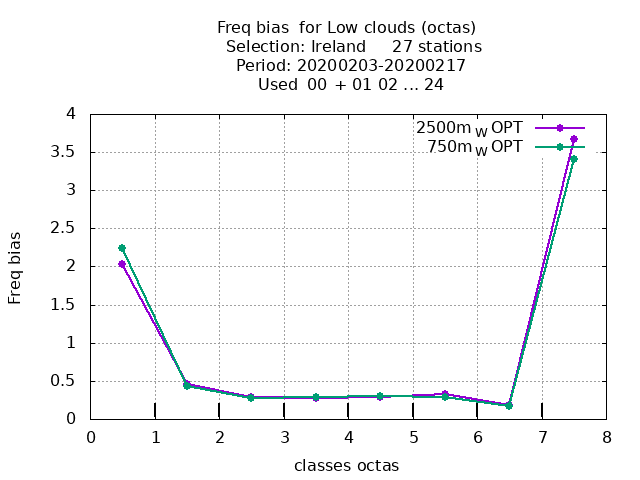 Freq bias  for Low clouds (octas)
Selection: Ireland     27 stations
Period: 20200203-20200217
Used  00  + 01 02 ... 24
4
3.5
3
2.5
2
1.5
1
0.5
0
0 1 2 3 4 5 6 7 8
Freq bias
classes octas
2500m W OPT
750m W OPT